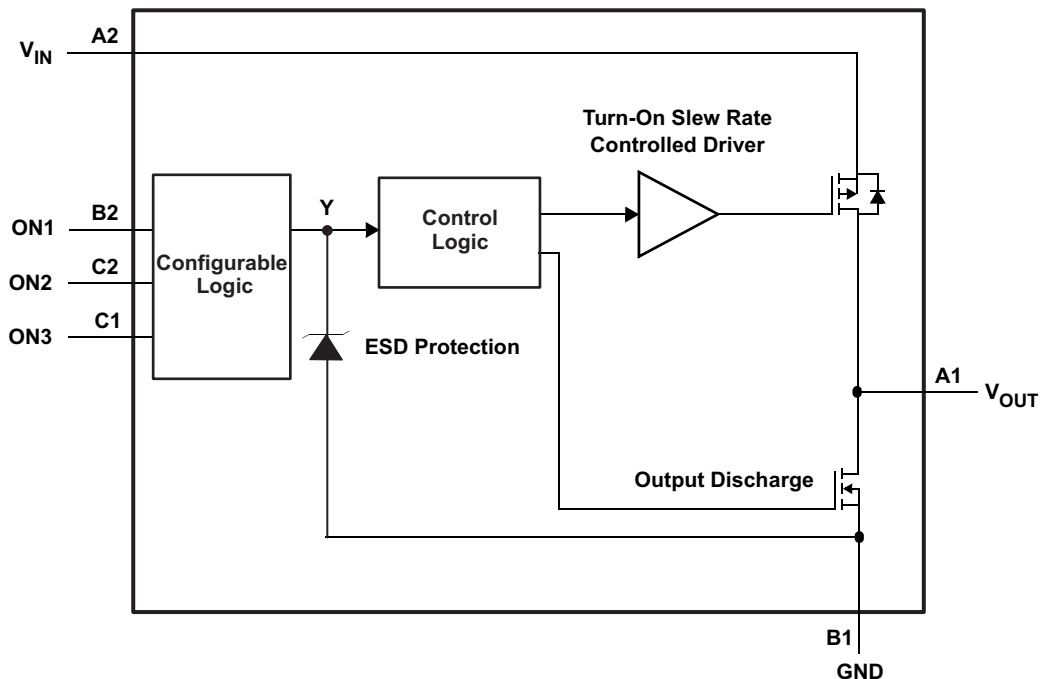 A2
VIN
Turn-On Slew Rate
Controlled Driver
B2
ON1
Y
Control
Logic
Configurable
Logic
C2
ON2
C1
ON3
ESD Protection
A1
VOUT
Output Discharge
B1
GND